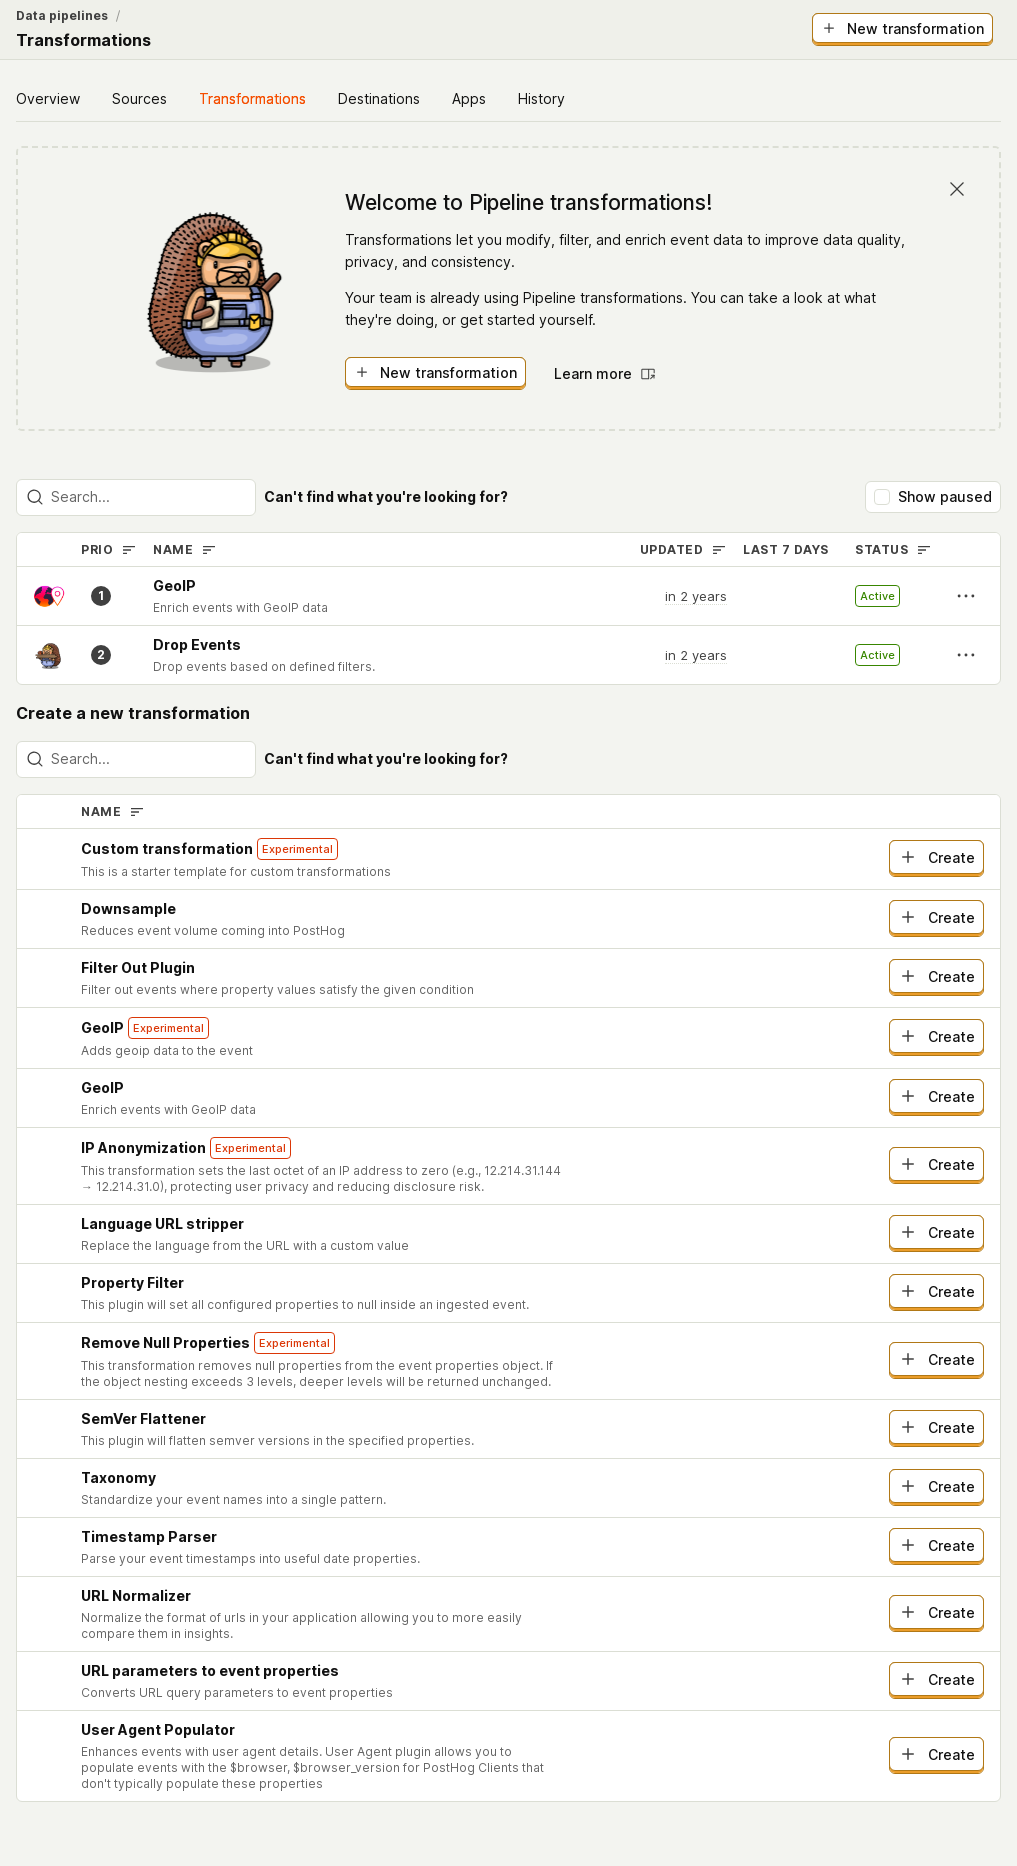 Data pipelines /
Transformations
New transformation
Overview Sources Transformations Destinations Apps History
Welcome to Pipeline transformations!
Transformations let you modify, filter, and enrich event data to improve data quality,
privacy, and consistency.
Your team is already using Pipeline transformations. You can take a look at what
they're doing, or get started yourself.
New transformation Learn more
Search... Can't find what you're looking for? Show paused
PRIO NAME UPDATED LAST 7 DAYS STATUS
1 GeoIP in 2 years Active
Enrich events with GeoIP data
2 Drop Events in 2 years Active
Drop events based on defined filters.
Create a new transformation
Search... Can't find what you're looking for?
NAME
Custom transformation Experimental
This is a starter template for custom transformations
Create
Downsample
Reduces event volume coming into PostHog
Create
Filter Out Plugin
Filter out events where property values satisfy the given condition
Create
GeoIP Experimental
Adds geoip data to the event
Create
GeoIP
Enrich events with GeoIP data
Create
IP Anonymization Experimental
This transformation sets the last octet of an IP address to zero (e.g., 12.214.31.144
→ 12.214.31.0), protecting user privacy and reducing disclosure risk.
Create
Language URL stripper
Replace the language from the URL with a custom value
Create
Property Filter
This plugin will set all configured properties to null inside an ingested event.
Create
Remove Null Properties Experimental
This transformation removes null properties from the event properties object. If
the object nesting exceeds 3 levels, deeper levels will be returned unchanged.
Create
SemVer Flattener
This plugin will flatten semver versions in the specified properties.
Create
Taxonomy
Standardize your event names into a single pattern.
Create
Timestamp Parser
Parse your event timestamps into useful date properties.
Create
URL Normalizer
Normalize the format of urls in your application allowing you to more easily
compare them in insights.
Create
URL parameters to event properties
Converts URL query parameters to event properties
Create
User Agent Populator
Enhances events with user agent details. User Agent plugin allows you to
populate events with the $browser, $browser_version for PostHog Clients that
don't typically populate these properties
Create